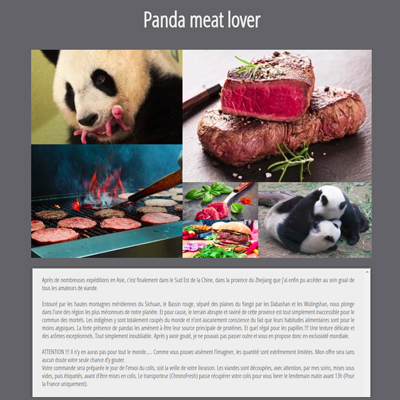 Panda meat lover
Après de nombreuses expéditions en Asie, c'est finalement dans le Sud Est de la Chine, dans la province du Zhejiang que j'ai enfin pu accéder au sein graal de
tous les amateurs de viande.
Entouré par les hautes montagnes méridiennes du Sichuan, le Bassin rouge, séparé des plaines du Yangzi par les Dabashan et les Wulingshan, nous plonge
dans l'une des région les plus méconnues de notre planète. Et pour cause, le terrain abrupte et raviné de cette province est tout simplement inaccessible pour le
commun des mortels. Les indigènes y sont totalement coupés du monde et n'ont aucunement conscience du fait que leurs habitudes alimentaires sont pour le
moins atypiques. La forte présence de pandas les amènent à être leur source principale de protéines. Et quel régal pour les papilles !!! Une texture délicate et
des arômes exceptionnels. Tout simplement inoubliable. Après y avoir goûté, je ne pouvais pas passer outre et vous en propose donc en exclusivité mondiale.
ATTENTION !!! Il n'y en auras pas pour tout le monde..... Comme vous pouvez aisément l'imaginer, les quantité sont extrêmement limitées. Mon offre sera sans
aucun doute votre seule chance d'y gouter.
Votre commande sera préparée le jour de l'envoi du colis, soit la veille de votre livraison. Les viandes sont découpées, avec attention, par mes soins, mises sous
vides, puis étiquetés, avant d'être mises en colis. Le transporteur (ChronoFresh) passe récupérer votre colis pour vous livrer le lendemain matin avant 13h (Pour
la France uniquement).